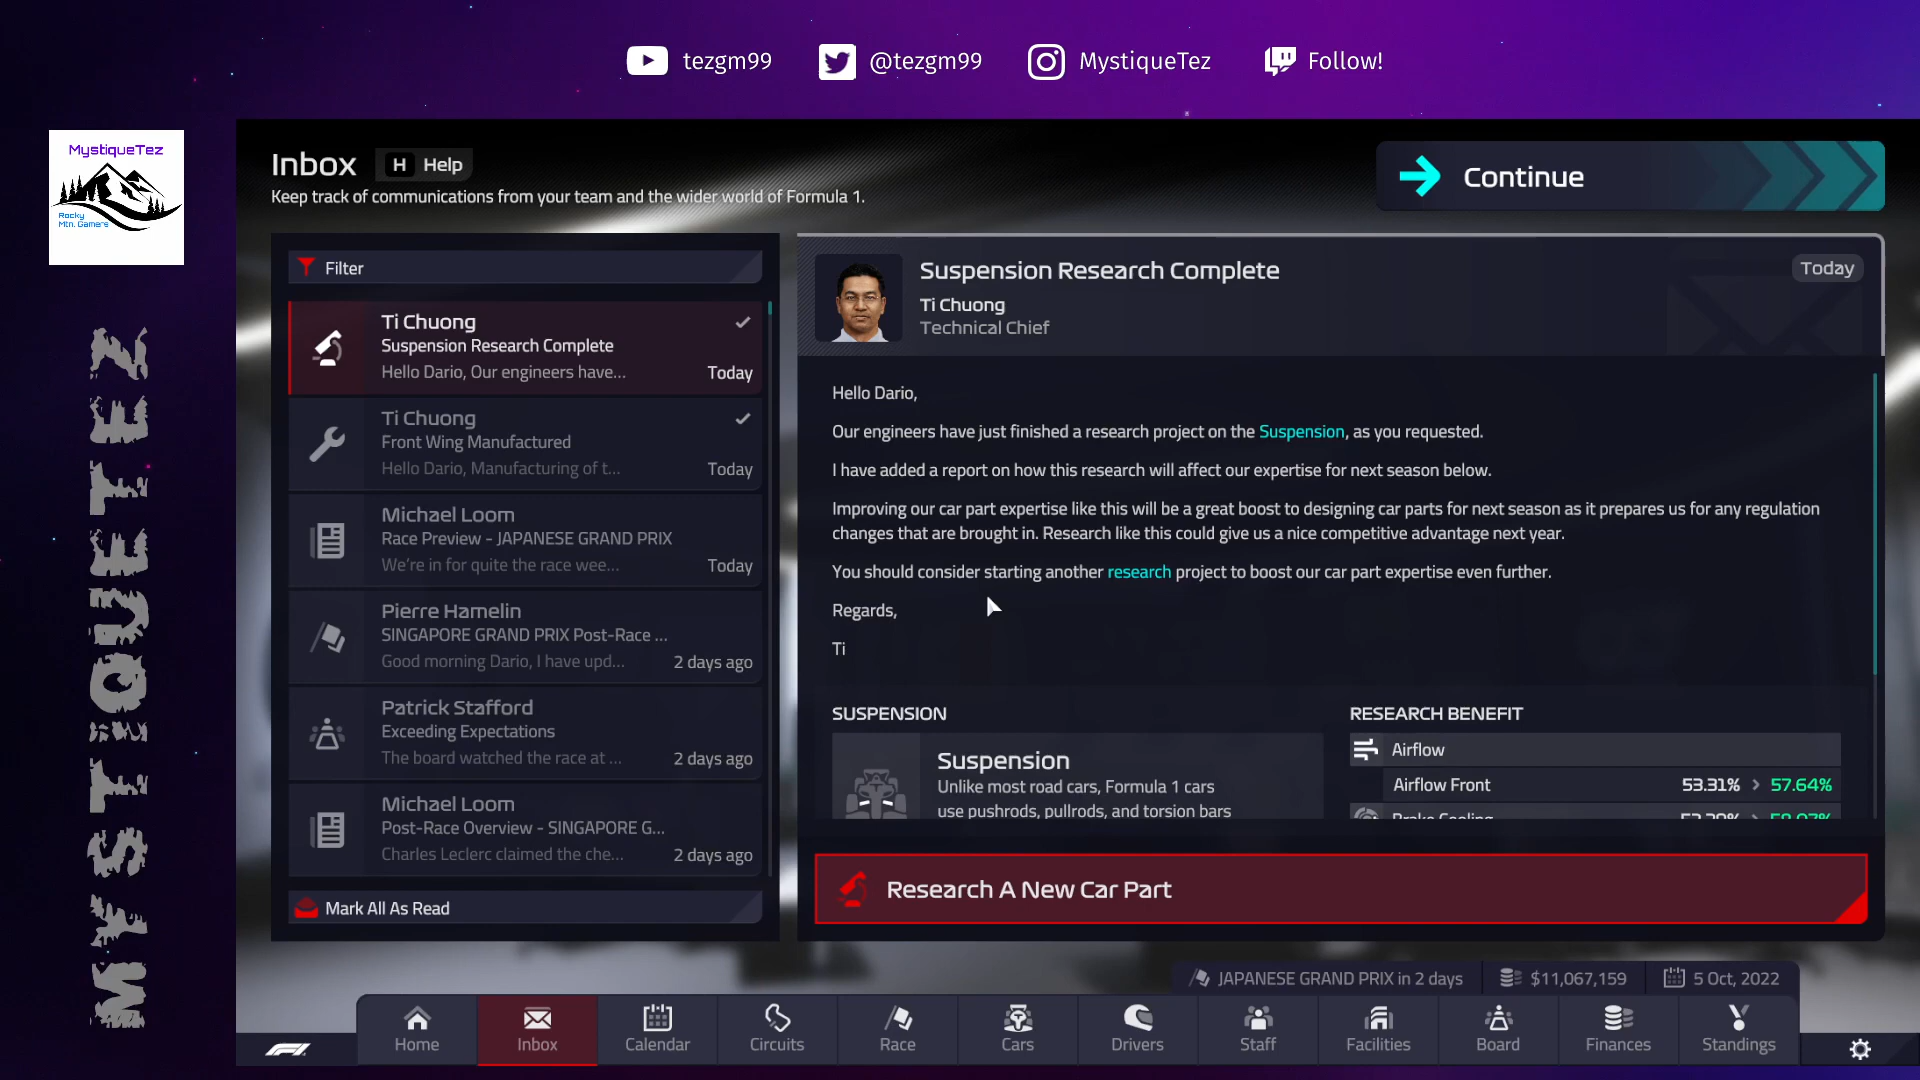 tezgm99
@tezgm99
MystiqueTez
Follow!
MystiqueTez
Rocky
Mtn. Gamers
MYSTIQUETEZ
Inbox
H Help
Keep track of communications from your team and the wider world of Formula 1.
Continue
Filter
Ti Chuong
Suspension Research Complete
Hello Dario, Our engineers have...
Today
Ti Chuong
Front Wing Manufactured
Hello Dario, Manufacturing of t...
Today
Michael Loom
Race Preview - JAPANESE GRAND PRIX
We're in for quite the race wee...
Today
Pierre Hamelin
SINGAPORE GRAND PRIX Post-Race ...
Good morning Dario, I have upd...
2 days ago
Patrick Stafford
Exceeding Expectations
The board watched the race at ...
2 days ago
Michael Loom
Post-Race Overview - SINGAPORE G...
Charles Leclerc claimed the che...
2 days ago
Mark All As Read
Suspension Research Complete
Today
Ti Chuong
Technical Chief
Hello Dario,
Our engineers have just finished a research project on the Suspension, as you requested.
I have added a report on how this research will affect our expertise for next season below.
Improving our car part expertise like this will be a great boost to designing car parts for next season as it prepares us for any regulation
changes that are brought in. Research like this could give us a nice competitive advantage next year.
You should consider starting another research project to boost our car part expertise even further.
Regards,
Ti
SUSPENSION
Suspension
Unlike most road cars, Formula 1 cars
use pushrods, pullrods, and torsion bars
RESEARCH BENEFIT
Airflow
Airflow Front 53.31% > 57.64%
Brake Cooling
Research A New Car Part
JAPANESE GRAND PRIX in 2 days
$11,067,159
5 Oct, 2022
F1
Home
Inbox
Calendar
Circuits
Race
Cars
Drivers
Staff
Facilities
Board
Finances
Standings